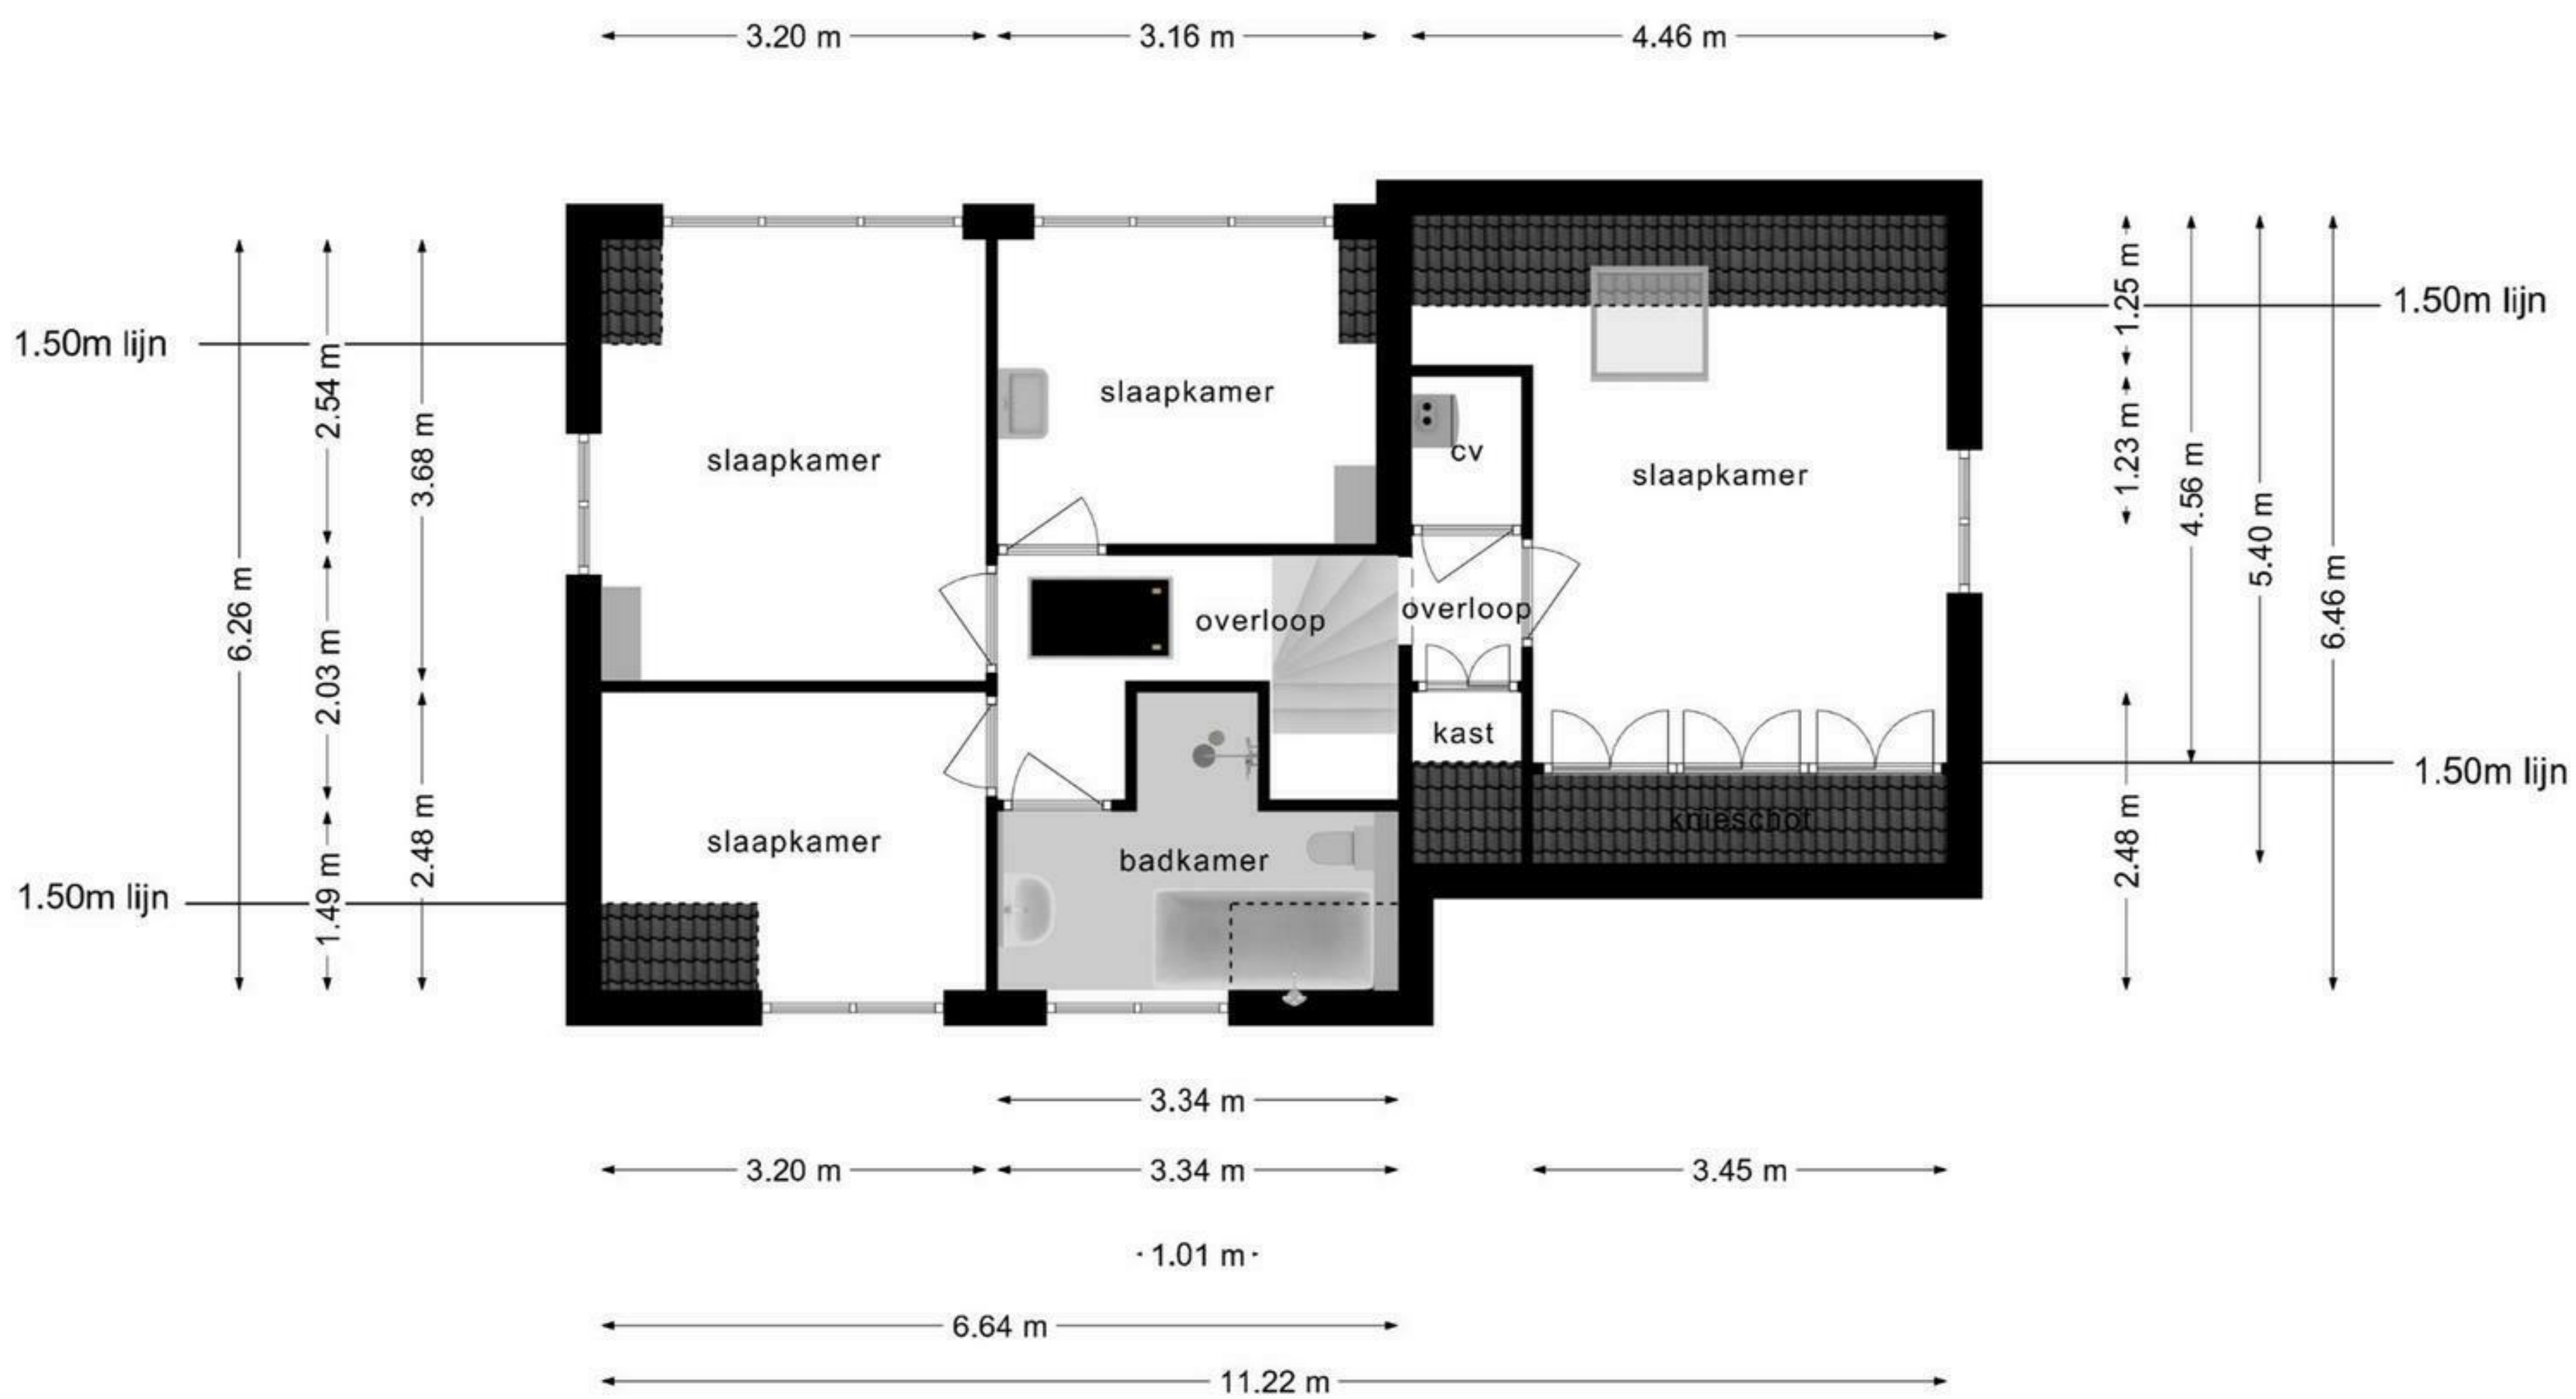 3.20 m
3.16 m
4.46 m
1.50m lijn
1.50m lijn
1.25 m
2.54 m
slaapkamer
3.68 m
slaapkamer
cv
slaapkamer
1.23 m
4.56 m
5.40 m
6.26 m
overloop
overloop
6.46 m
2.03 m
kast
1.50m lijn
knieschot
slaapkamer
badkamer
2.48 m
2.48 m
1.50m lijn
1.49 m
3.34 m
3.20 m
3.34 m
3.45 m
1.01 m
6.64 m
11.22 m